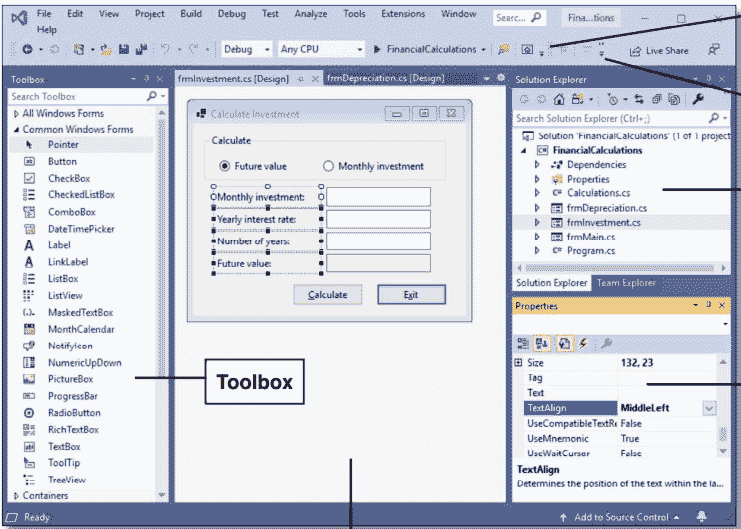 File Edit View Project Build Debug Test Analyze Tools Extensions Window Searc... Fina...tions
Help
Debug Any CPU FinancialCalculations Live Share
Toolbox
Search Toolbox
All Windows Forms
Common Windows Forms
Pointer
Button
CheckBox
CheckedListBox
ComboBox
DateTimePicker
Label
LinkLabel
ListBox
ListView
MaskedTextBox
MonthCalendar
NotifyIcon
NumericUpDown
PictureBox
ProgressBar
RadioButton
RichTextBox
TextBox
ToolTip
TreeView
Containers
frmInvestment.cs [Design] frmDepreciation.cs [Design]
Calculate Investment
Calculate
Future value Monthly investment
Monthly investment:
Yearly interest rate:
Number of years:
Future value:
Calculate Exit
Toolbox
Solution Explorer
Search Solution Explorer (Ctrl+;)
Solution 'FinancialCalculations' (1 of 1 project
FinancialCalculations
Dependencies
Properties
C# Calculations.cs
frmDepreciation.cs
frmInvestment.cs
frmMain.cs
C# Program.cs
Solution Explorer Team Explorer
Properties
Size 132, 23
Tag
Text
TextAlign MiddleLeft
UseCompatibleTextRe False
UseMnemonic True
UseWaitCursor False
TextAlign
Determines the position of the text within the la...
Ready Add to Source Control